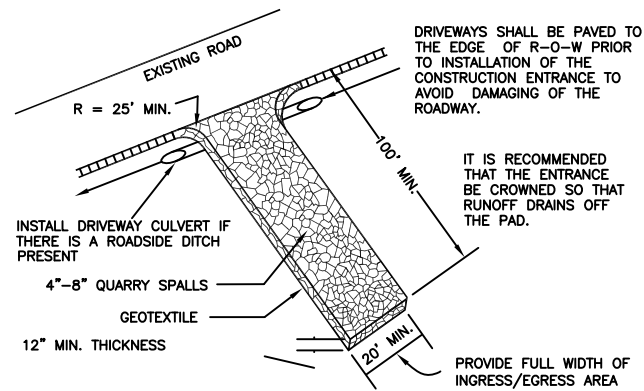 EXISTING ROAD
R = 25' MIN.
DRIVEWAYS SHALL BE PAVED TO
THE EDGE OF R-O-W PRIOR
TO INSTALLATION OF THE
CONSTRUCTION ENTRANCE TO
AVOID DAMAGING OF THE
ROADWAY.
100' MIN.
IT IS RECOMMENDED
THAT THE ENTRANCE
BE CROWNED SO THAT
RUNOFF DRAINS OFF
THE PAD.
INSTALL DRIVEWAY CULVERT IF
THERE IS A ROADSIDE DITCH
PRESENT
4"-8" QUARRY SPALLS
GEOTEXTILE
12" MIN. THICKNESS
20' MIN.
PROVIDE FULL WIDTH OF
INGRESS/EGRESS AREA